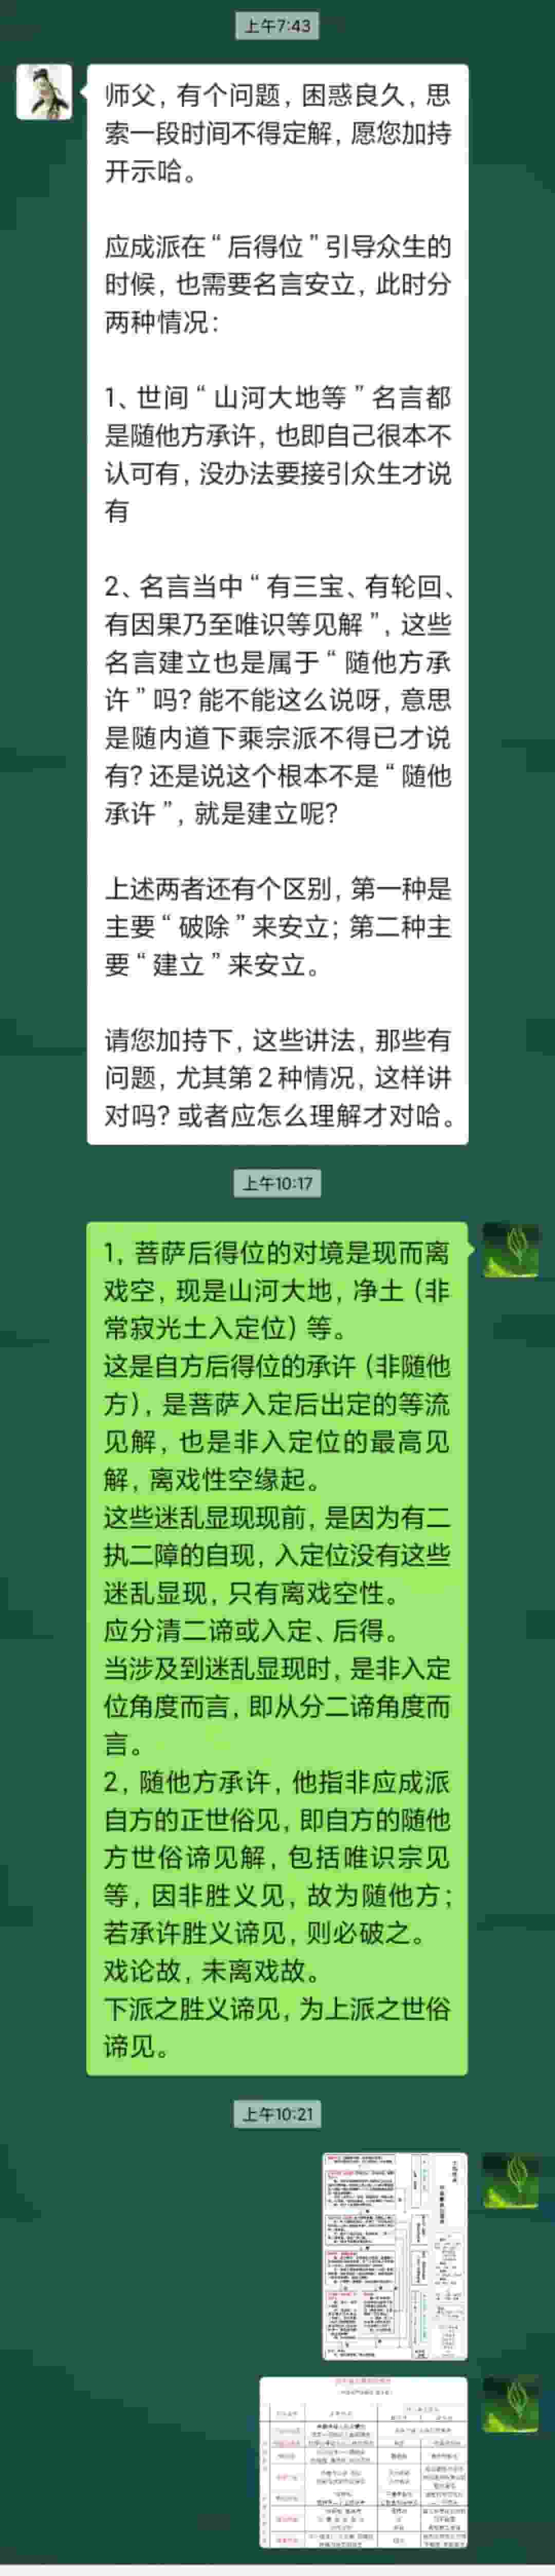 上午7:43
师父，有个问题，困惑良久，思
索一段时间不得定解，愿您加持
开示哈。
应成派在“后得位”引导众生的
时候，也需要名言安立，此时分
两种情况：
1、世间“山河大地等”名言都
是随他方承许，也即自己很本不
认可有，没办法要接引众生才说
有
2、名言当中“有三宝、有轮回、
有因果乃至唯识等见解”，这些
名言建立也是属于“随他方承
许”吗？能不能这么说呀，意思
是随内道下乘宗派不得已才说
有？还是说这个根本不是“随他
承许”，就是建立呢？
上述两者还有个区别，第一种是
主要“破除”来安立；第二种主
要“建立”来安立。
请您加持下，这些讲法，那些有
问题，尤其第2种情况，这样讲
对吗？或者应怎么理解才对哈。
上午10:17
1，菩萨后得位的对境是现而离
戏空，现是山河大地，净土（非
常寂光土入定位）等。
这是自方后得位的承许（非随他
方），是菩萨入定后出定的等流
见解，也是非入定位的最高见
解，离戏性空缘起。
这些迷乱显现现前，是因为有二
执二障的自现，入定位没有这些
迷乱显现，只有离戏空性。
应分清二谛或入定、后得。
当涉及到迷乱显现时，是非入定
位角度而言，即从分二谛角度而
言。
2，随他方承许，他指非应成派
自方的正世俗见，即自方的随他
方世俗谛见解，包括唯识宗见
等，因非胜义见，故为随他方；
若承许胜义谛见，则必破之。
戏论故，未离戏故。
下派之胜义谛见，为上派之世俗
谛见。
上午10:21